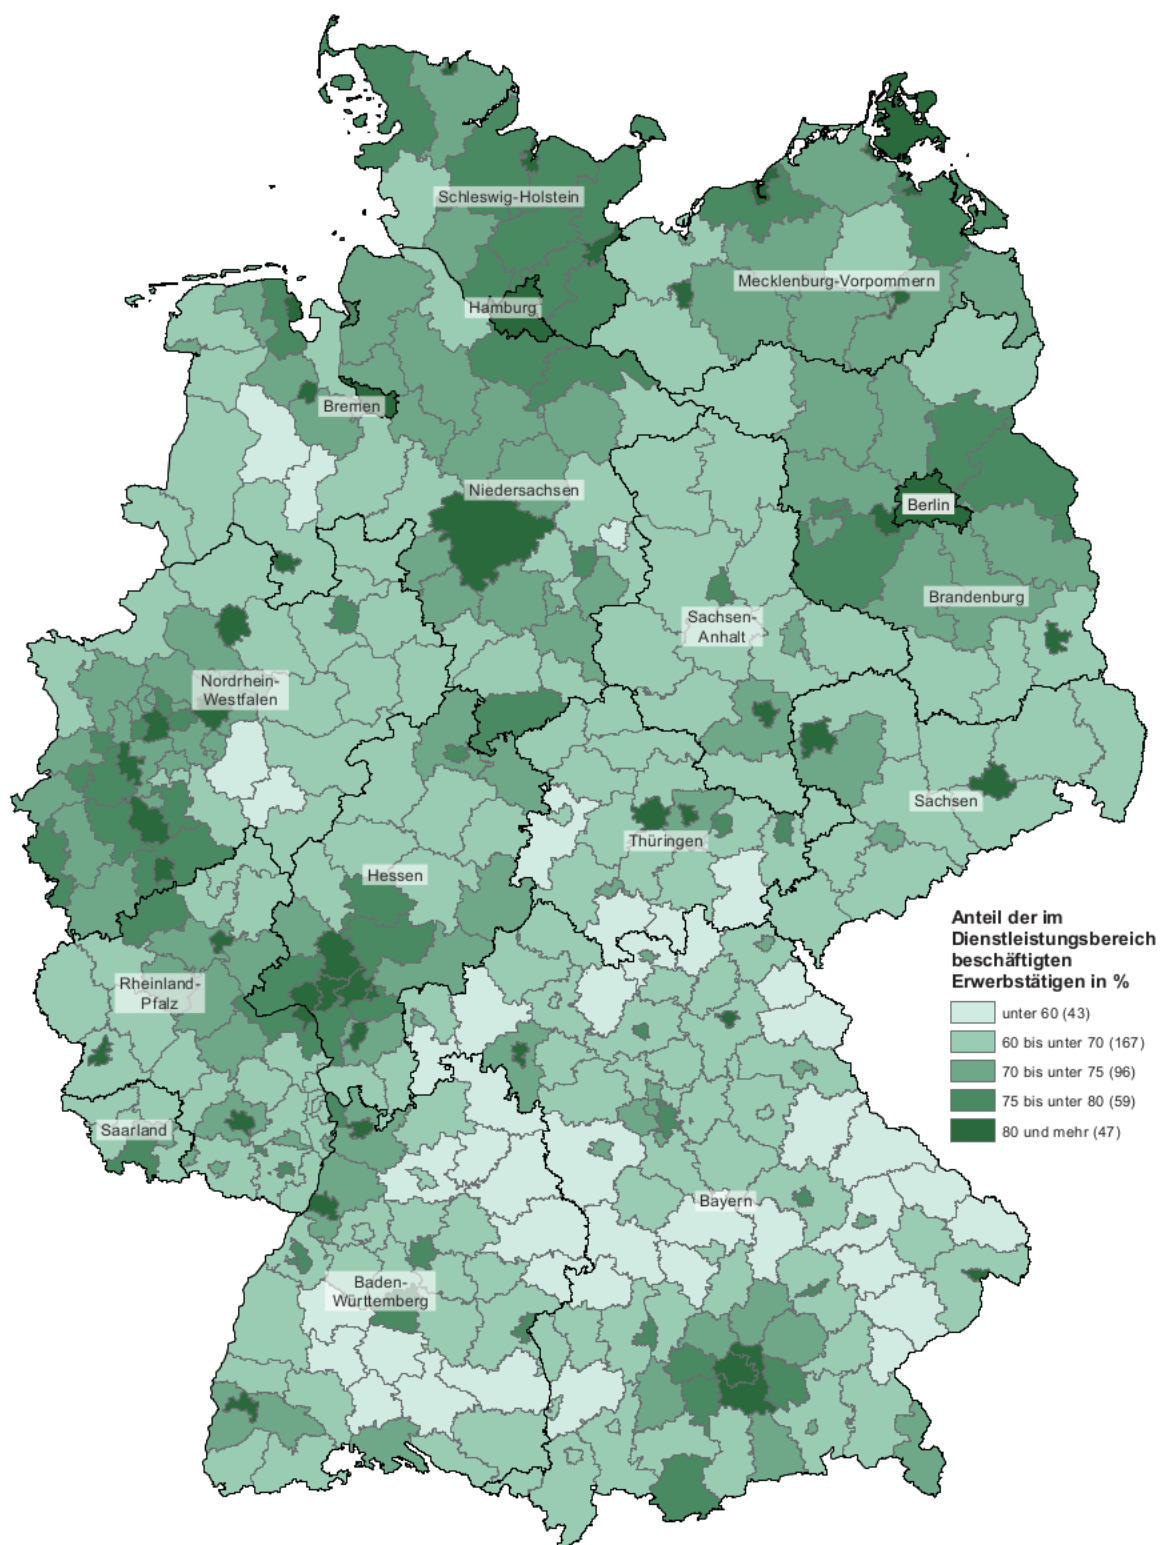 Schleswig-Holstein
Mecklenburg-Vorpommern
Hamburg
Bremen
Niedersachsen
Berlin
Brandenburg
Sachsen-
Anhalt
Nordrhein-
Westfalen
Sachsen
Thüringen
Hessen
Rheinland-
Pfalz
Saarland
Bayern
Baden-
Württemberg
Anteil der im
Dienstleistungsbereich
beschäftigten
Erwerbstätigen in %
unter 60 (43)
60 bis unter 70 (167)
70 bis unter 75 (96)
75 bis unter 80 (59)
80 und mehr (47)